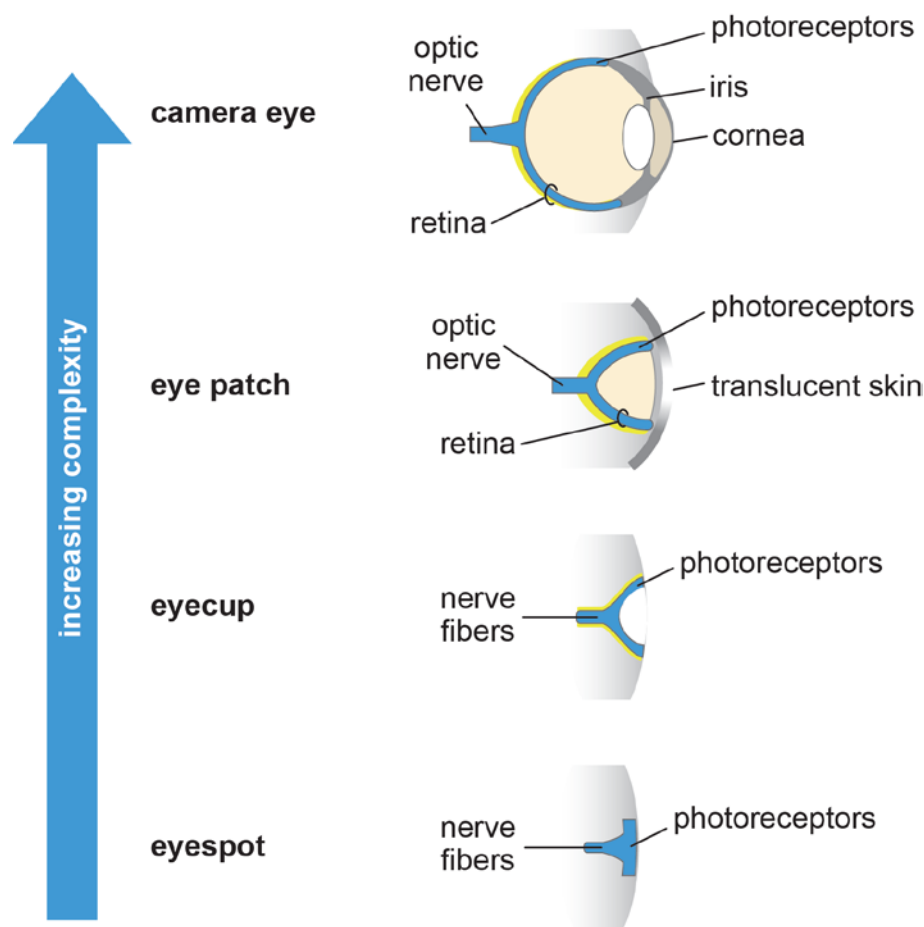 increasing complexity
camera eye
optic
nerve
photoreceptors
iris
cornea
retina
eye patch
optic
nerve
photoreceptors
translucent skin
retina
eyecup
nerve
fibers
photoreceptors
eyespot
nerve
fibers
photoreceptors